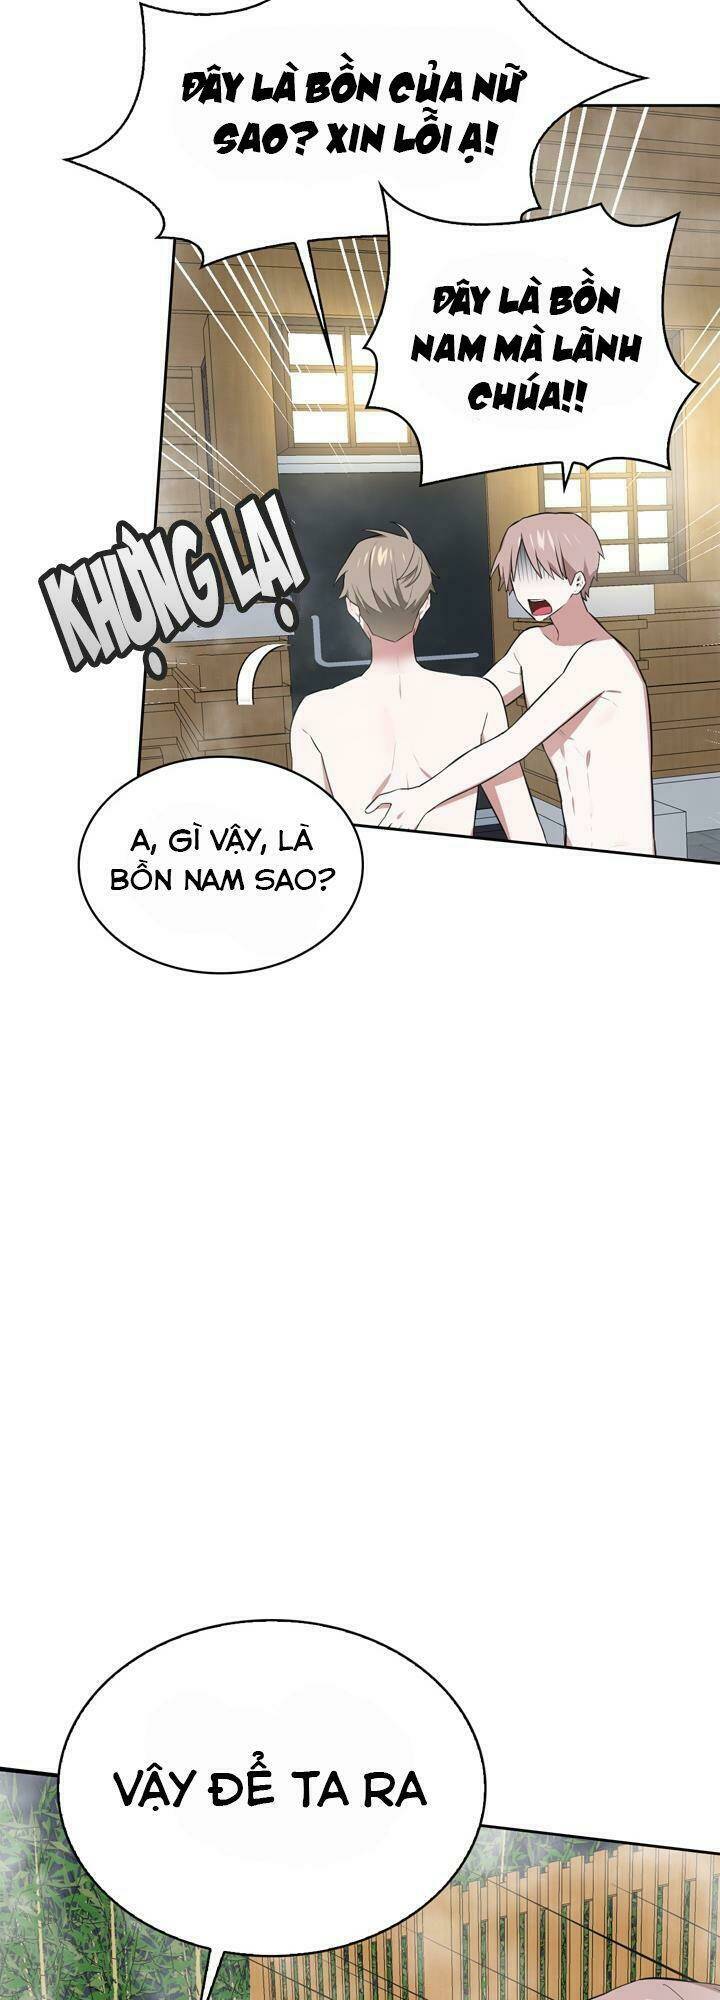 ĐÂY LÀ BỒN CỦA NỮ
SAO? XIN LỖI Ạ!
ĐÂY LÀ BỒN
NAM MÀ LÃNH
CHÚA!!
KHỰNG LẠI
A, GÌ VẬY, LÀ
BỒN NAM SAO?
VẬY ĐỂ TA RA